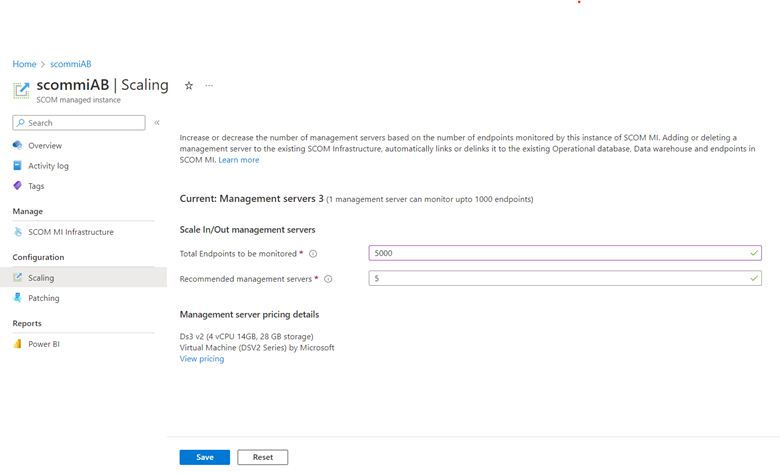 Home > scommiAB
scommiAB | Scaling
SCOM managed instance
Search
Overview
Activity log
Tags
Manage
SCOM MI Infrastructure
Configuration
Scaling
Patching
Reports
Power BI
Increase or decrease the number of management servers based on the number of endpoints monitored by this instance of SCOM MI. Adding or deleting a
management server to the existing SCOM Infrastructure, automatically links or delinks it to the existing Operational database, Data warehouse and endpoints in
SCOM MI. Learn more
Current: Management servers 3 (1 management server can monitor upto 1000 endpoints)
Scale In/Out management servers
Total Endpoints to be monitored * 5000
Recommended management servers * 5
Management server pricing details
Ds3 v2 (4 vCPU 14GB, 28 GB storage)
Virtual Machine (DSV2 Series) by Microsoft
View pricing
Save Reset